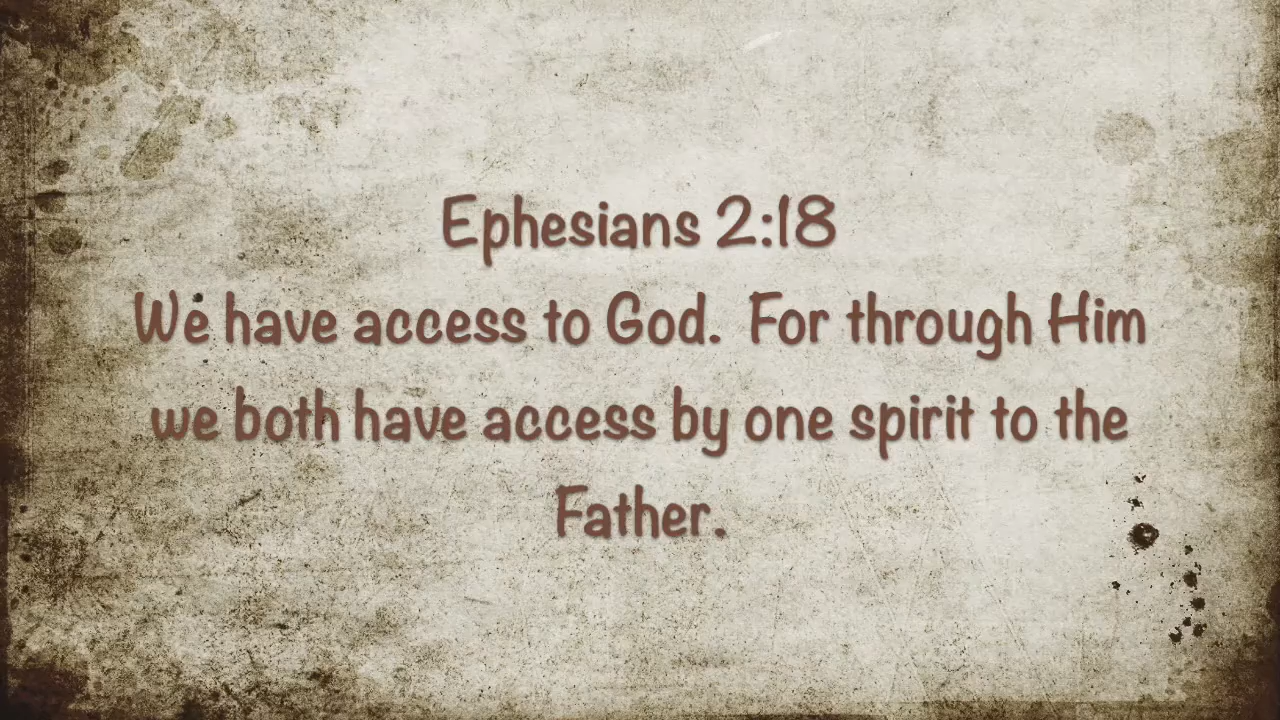 Ephesians 2:18
We have access to God.  For through Him
we both have access by one spirit to the
Father.